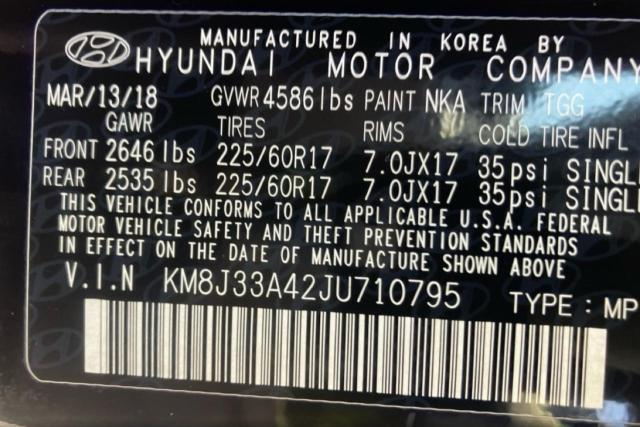 MANUFACTURED IN KOREA BY
HYUNDAI MOTOR COMPANY
MAR/13/18 GVWR 4586 lbs PAINT NKA TRIM TGG
GAWR TIRES RIMS COLD TIRE INFL
FRONT 2646 lbs 225/60R17 7.0JX17 35psi SINGL
REAR 2535 lbs 225/60R17 7.0JX17 35psi SINGL
THIS VEHICLE CONFORMS TO ALL APPLICABLE U.S.A. FEDERAL
MOTOR VEHICLE SAFETY AND THEFT PREVENTION STANDARDS
IN EFFECT ON THE DATE OF MANUFACTURE SHOWN ABOVE
V.I.N KM8J33A42JU710795 TYPE : MP